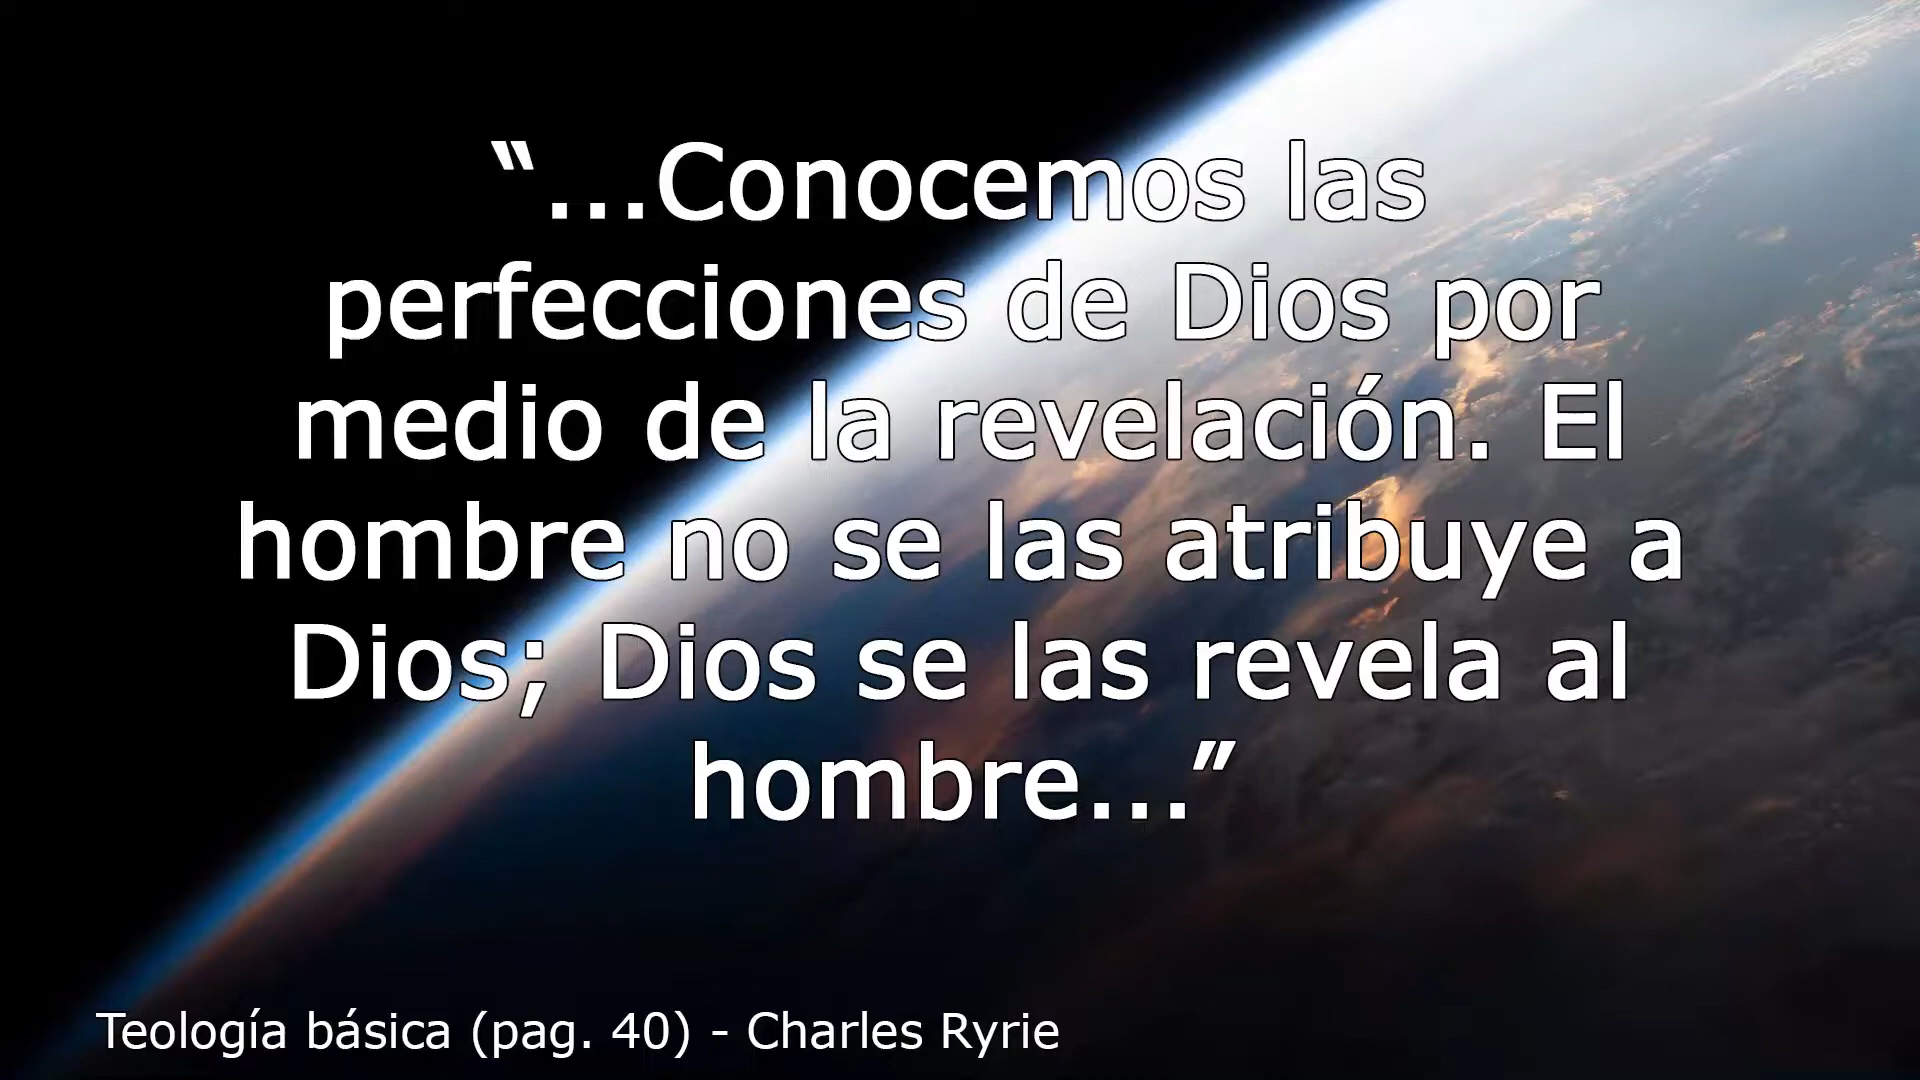 “...Conocemos las
perfecciones de Dios por
medio de la revelación. El
hombre no se las atribuye a
Dios; Dios se las revela al
hombre...”
Teología básica (pag. 40) - Charles Ryrie